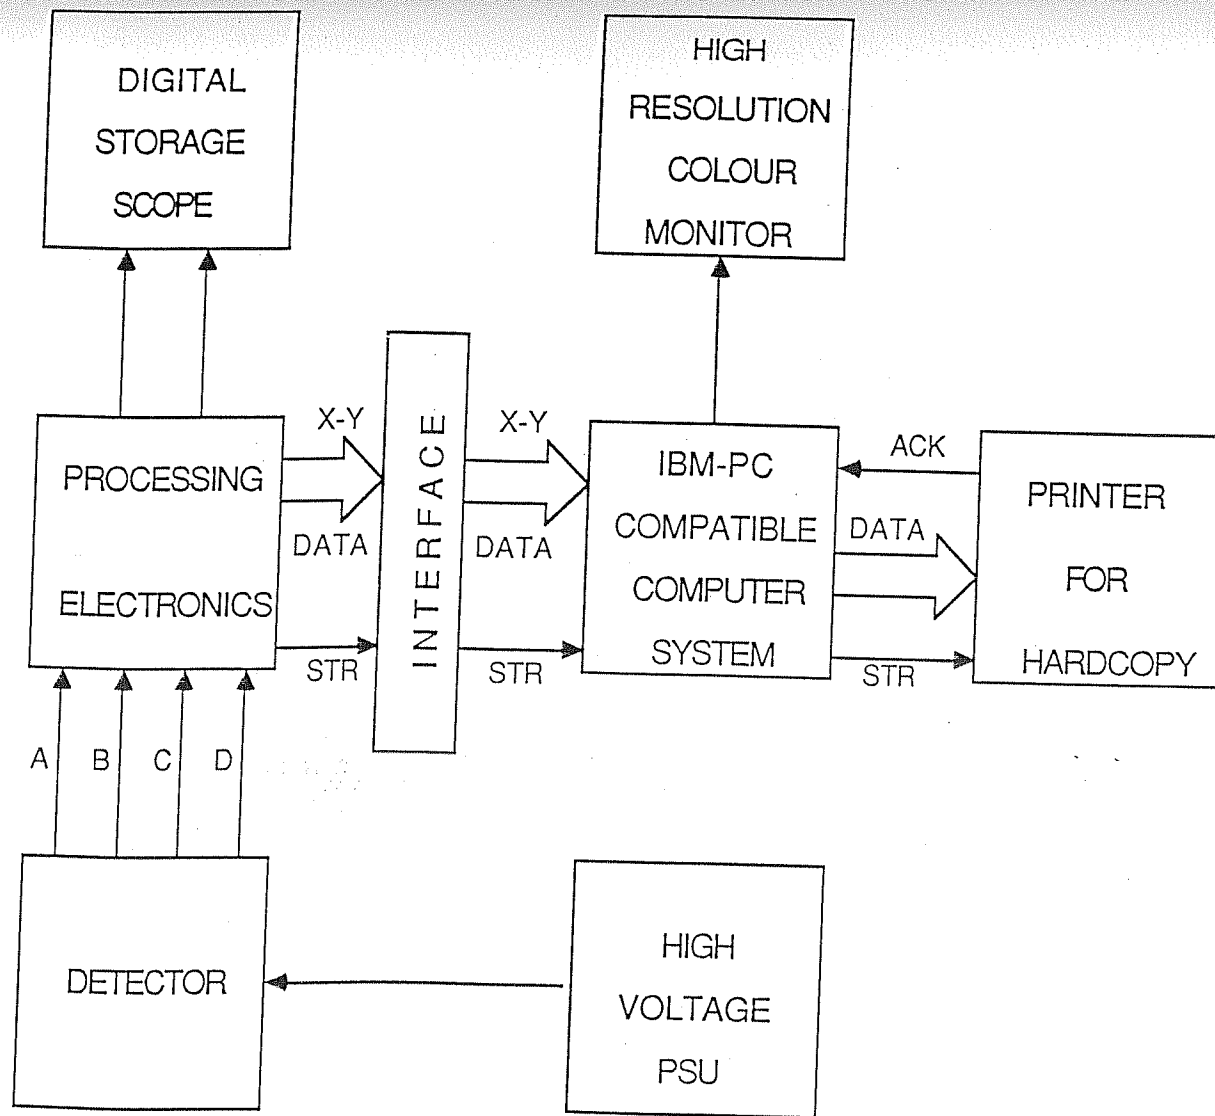 DIGITAL
STORAGE
SCOPE
HIGH
RESOLUTION
COLOUR
MONITOR
PROCESSING
ELECTRONICS
X-Y
DATA
STR
INTERFACE
X-Y
DATA
STR
IBM-PC
COMPATIBLE
COMPUTER
SYSTEM
ACK
DATA
STR
PRINTER
FOR
HARDCOPY
A
B
C
D
DETECTOR
HIGH
VOLTAGE
PSU